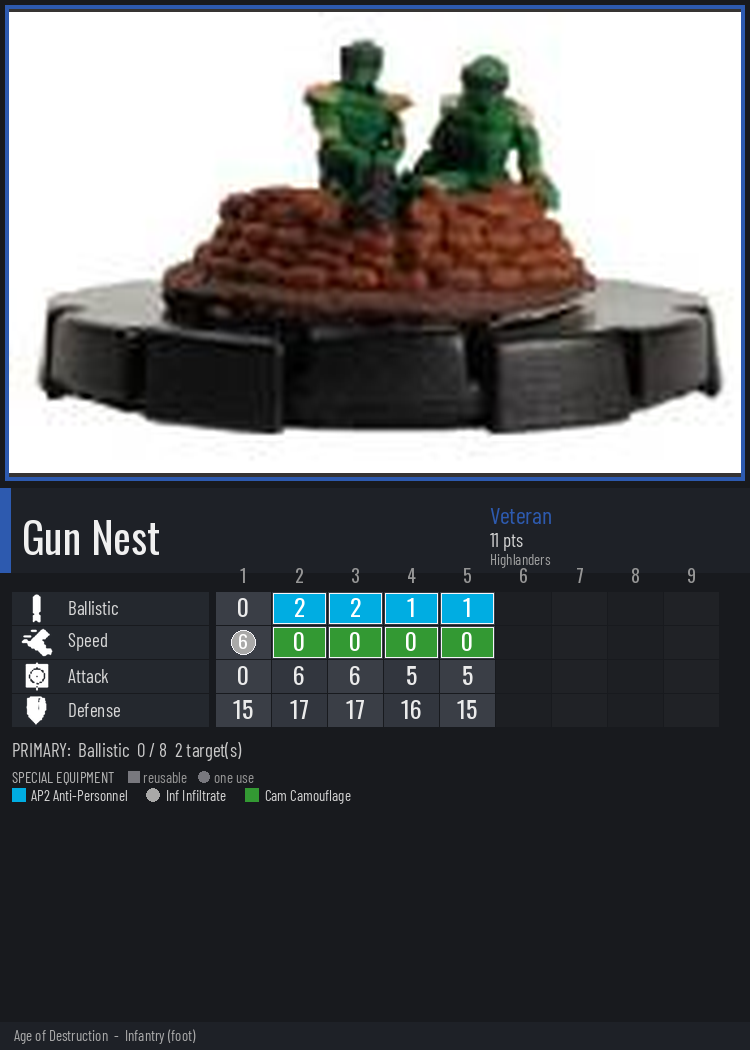 Gun Nest
Veteran
11 pts
Highlanders
1 2 3 4 5 6 7 8 9
Ballistic 0 2 2 1 1
Speed 6 0 0 0 0
Attack 0 6 6 5 5
Defense 15 17 17 16 15
PRIMARY: Ballistic 0 / 8 2 target(s)
SPECIAL EQUIPMENT reusable one use
AP2 Anti-Personnel Inf Infiltrate Cam Camouflage
Age of Destruction - Infantry (foot)